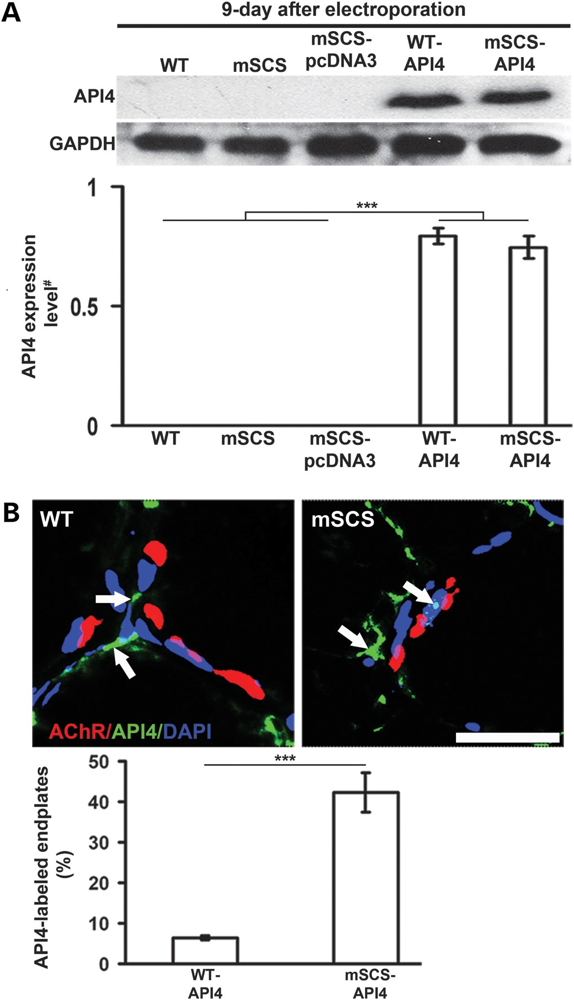 A
9-day after electroporation
WT
mSCS
mSCS-
pcDNA3
WT-
API4
mSCS-
API4
API4
GAPDH
1
***
0.5
0
API4 expression
level#
WT
mSCS
mSCS-
pcDNA3
WT-
API4
mSCS-
API4
B
WT
mSCS
AChR/API4/DAPI
50
***
40
30
20
10
0
API4-labeled endplates
(%)
WT-
API4
mSCS-
API4